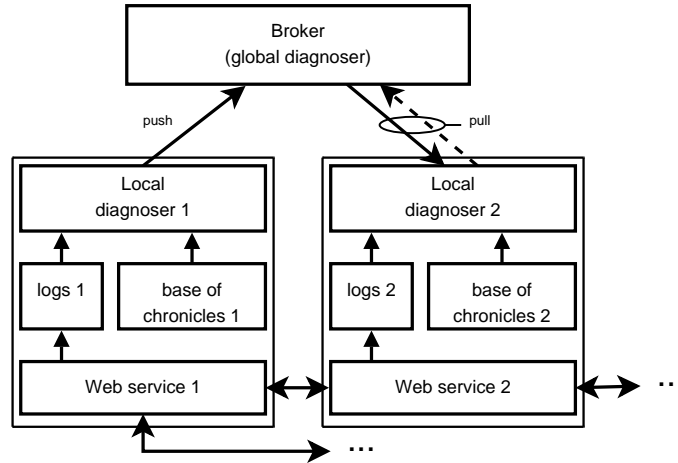 Broker
(global diagnoser)
push
pull
Local
diagnoser 1
Local
diagnoser 2
logs 1
base of
chronicles 1
logs 2
base of
chronicles 2
Web service 1
Web service 2
..
...